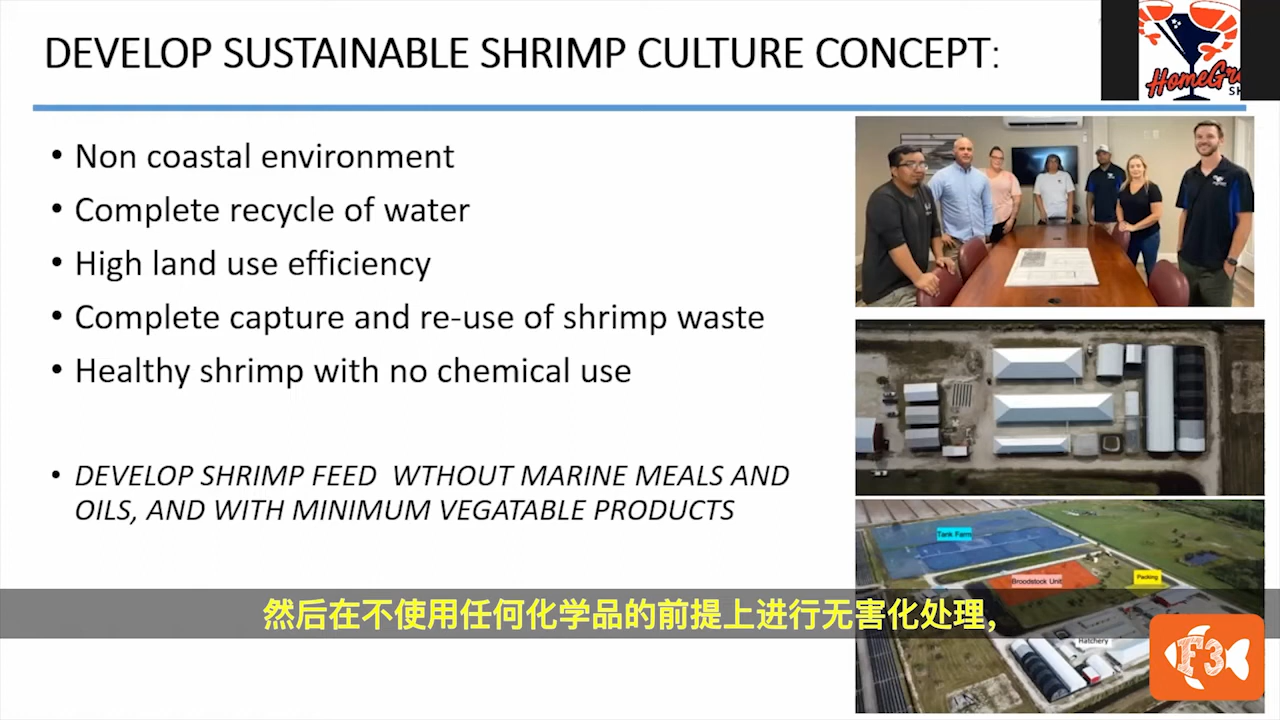 DEVELOP SUSTAINABLE SHRIMP CULTURE CONCEPT:
• Non coastal environment
• Complete recycle of water
• High land use efficiency
• Complete capture and re-use of shrimp waste
• Healthy shrimp with no chemical use
• DEVELOP SHRIMP FEED WTHOUT MARINE MEALS AND
OILS, AND WITH MINIMUM VEGATABLE PRODUCTS
HomeGr
SH
Tank Farm
Broodstock Unit
Packing
Hatchery
然后在不使用任何化学品的前提上进行无害化处理,
F3